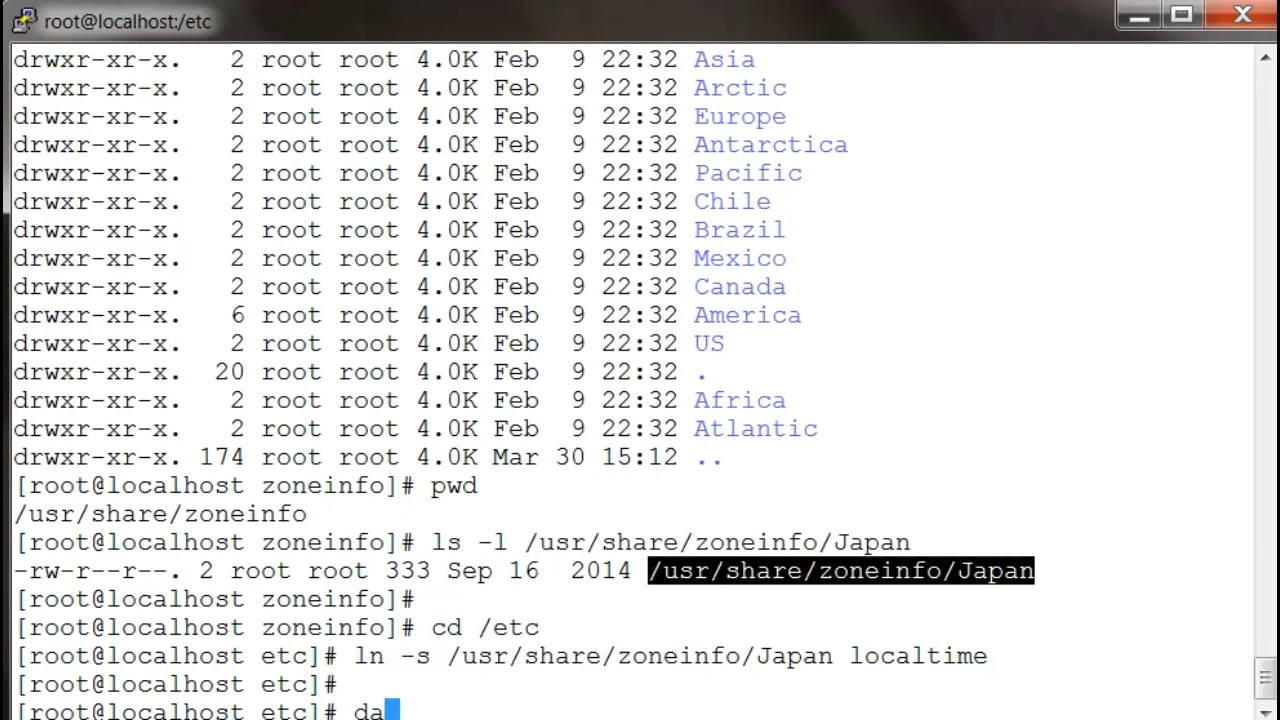 root@localhost:/etc
drwxr-xr-x.   2 root root 4.0K Feb  9 22:32 Asia
drwxr-xr-x.   2 root root 4.0K Feb  9 22:32 Arctic
drwxr-xr-x.   2 root root 4.0K Feb  9 22:32 Europe
drwxr-xr-x.   2 root root 4.0K Feb  9 22:32 Antarctica
drwxr-xr-x.   2 root root 4.0K Feb  9 22:32 Pacific
drwxr-xr-x.   2 root root 4.0K Feb  9 22:32 Chile
drwxr-xr-x.   2 root root 4.0K Feb  9 22:32 Brazil
drwxr-xr-x.   2 root root 4.0K Feb  9 22:32 Mexico
drwxr-xr-x.   2 root root 4.0K Feb  9 22:32 Canada
drwxr-xr-x.   6 root root 4.0K Feb  9 22:32 America
drwxr-xr-x.   2 root root 4.0K Feb  9 22:32 US
drwxr-xr-x.  20 root root 4.0K Feb  9 22:32 .
drwxr-xr-x.   2 root root 4.0K Feb  9 22:32 Africa
drwxr-xr-x.   2 root root 4.0K Feb  9 22:32 Atlantic
drwxr-xr-x. 174 root root 4.0K Mar 30 15:12 ..
[root@localhost zoneinfo]# pwd
/usr/share/zoneinfo
[root@localhost zoneinfo]# ls -l /usr/share/zoneinfo/Japan
-rw-r--r--. 2 root root 333 Sep 16  2014 /usr/share/zoneinfo/Japan
[root@localhost zoneinfo]#
[root@localhost zoneinfo]# cd /etc
[root@localhost etc]# ln -s /usr/share/zoneinfo/Japan localtime
[root@localhost etc]#
[root@localhost etc]# da